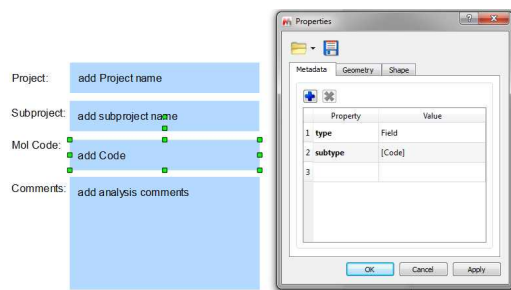 Project:
add Project name
Subproject:
add subproject name
Mol Code:
add Code
Comments:
add analysis comments
Properties
Metadata Geometry Shape
Property Value
1 type Field
2 subtype [Code]
3
OK Cancel Apply